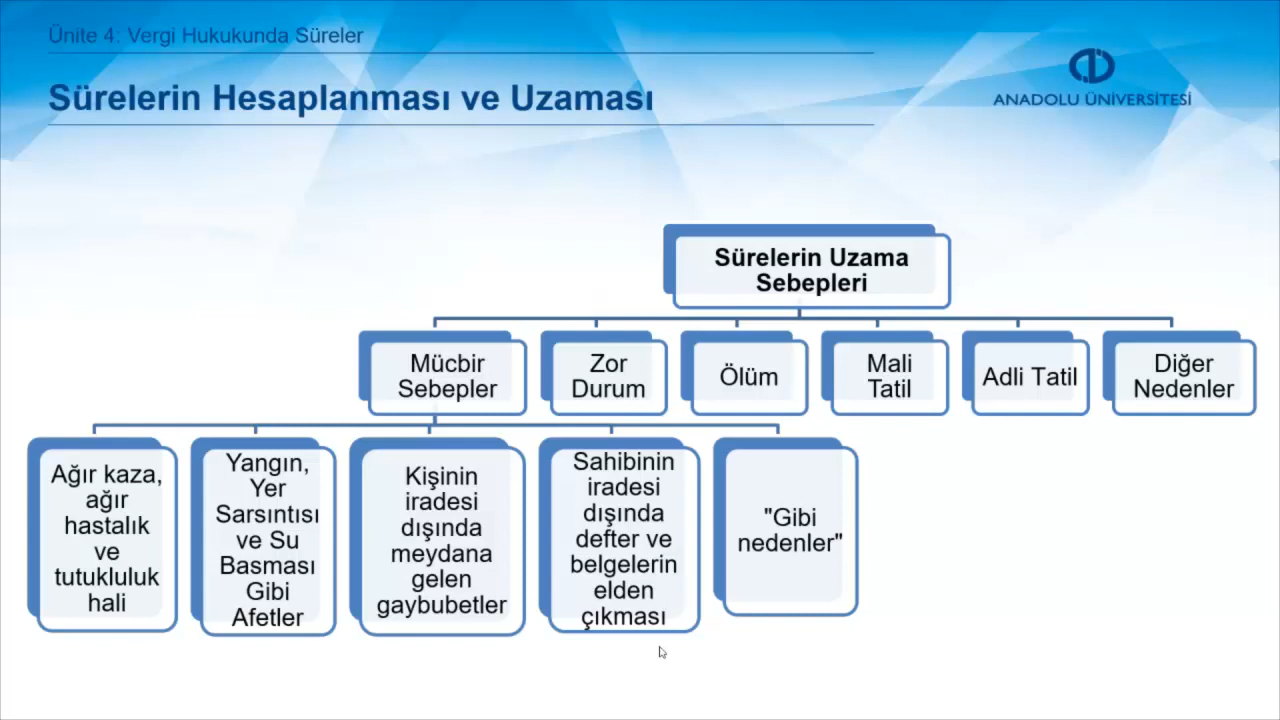 Ünite 4: Vergi Hukukunda Süreler
Sürelerin Hesaplanması ve Uzaması
ANADOLU ÜNİVERSİTESİ
Sürelerin Uzama
Sebepleri
Mücbir
Sebepler
Zor
Durum
Ölüm
Mali
Tatil
Adli Tatil
Diğer
Nedenler
Ağır kaza,
ağır
hastalık
ve
tutukluluk
hali
Yangın,
Yer
Sarsıntısı
ve Su
Basması
Gibi
Afetler
Kişinin
iradesi
dışında
meydana
gelen
gaybubetler
Sahibinin
iradesi
dışında
defter ve
belgelerin
elden
çıkması
"Gibi
nedenler"